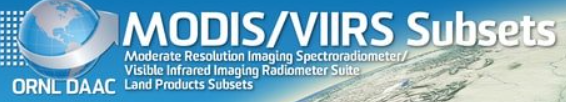 MODIS/VIIRS Subsets
Moderate Resolution Imaging Spectroradiometer/
Visible Infrared Imaging Radiometer Suite
Land Products Subsets
ORNL DAAC